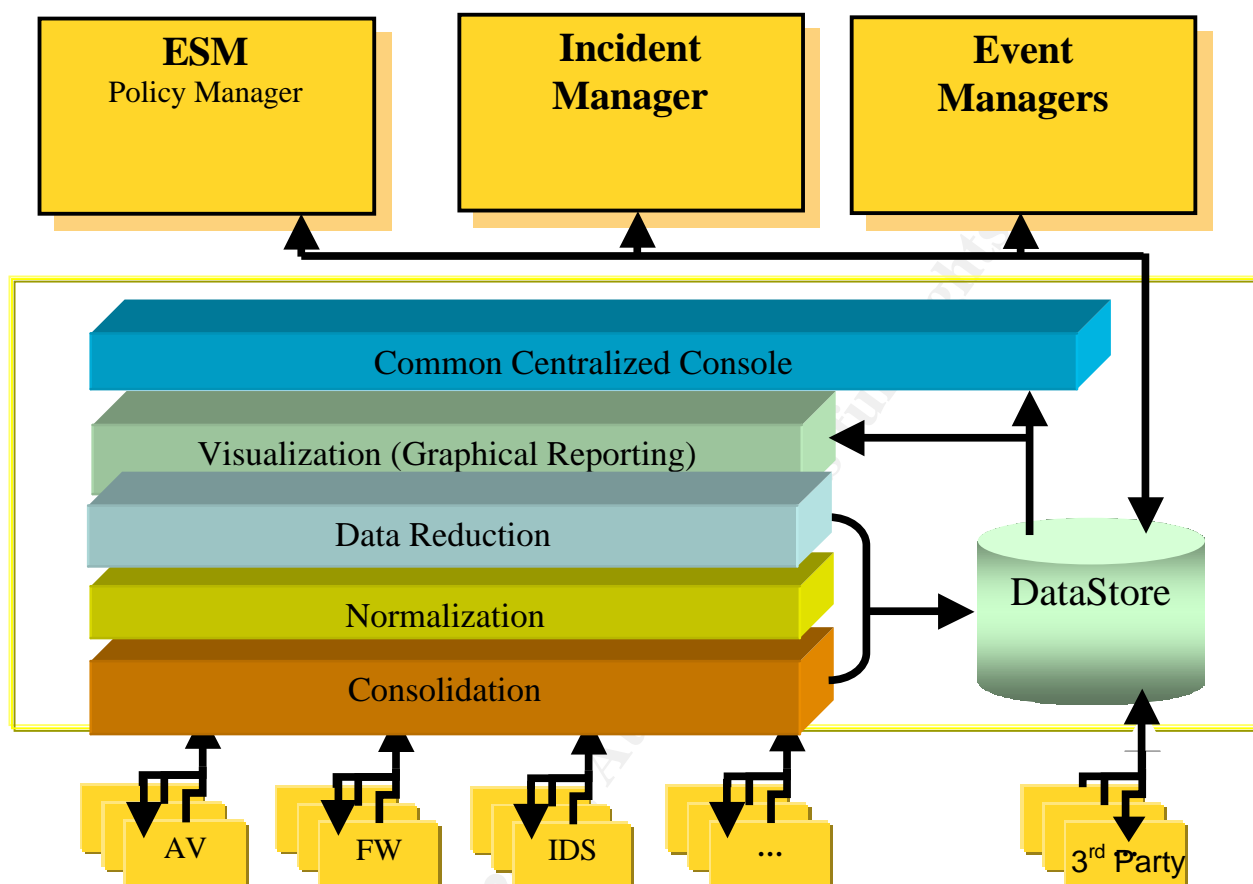 ESM
Policy Manager
Incident
Manager
Event
Managers
Common Centralized Console
Visualization (Graphical Reporting)
Data Reduction
Normalization
Consolidation
DataStore
AV
FW
IDS
...
3rd Party
...